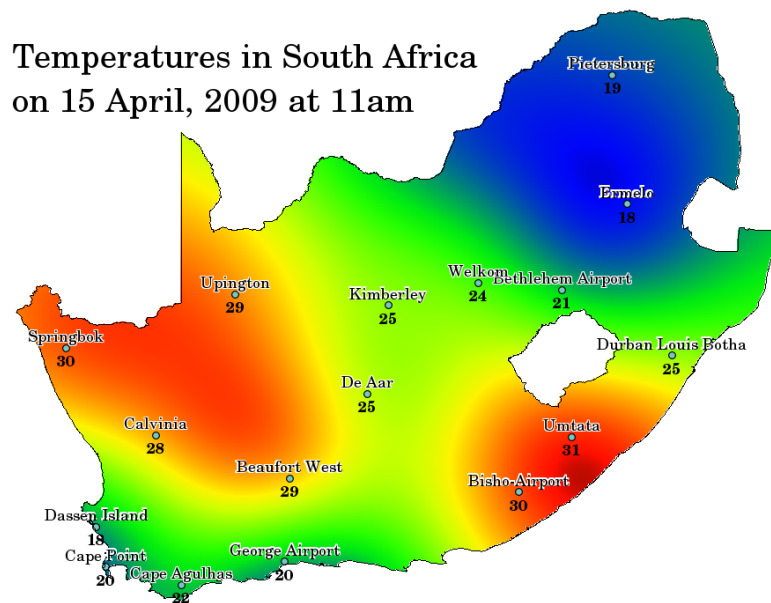 Temperatures in South Africa
on 15 April, 2009 at 11am
Pietersburg
19
Ermelo
18
Welkom
24
Bethlehem Airport
21
Upington
29
Kimberley
25
Springbok
30
Durban Louis Botha
25
De Aar
25
Calvinia
28
Umtata
31
Beaufort West
29
Bisho-Airport
30
Dassen Island
18
Cape Point
20
George Airport
20
Cape Agulhas
22